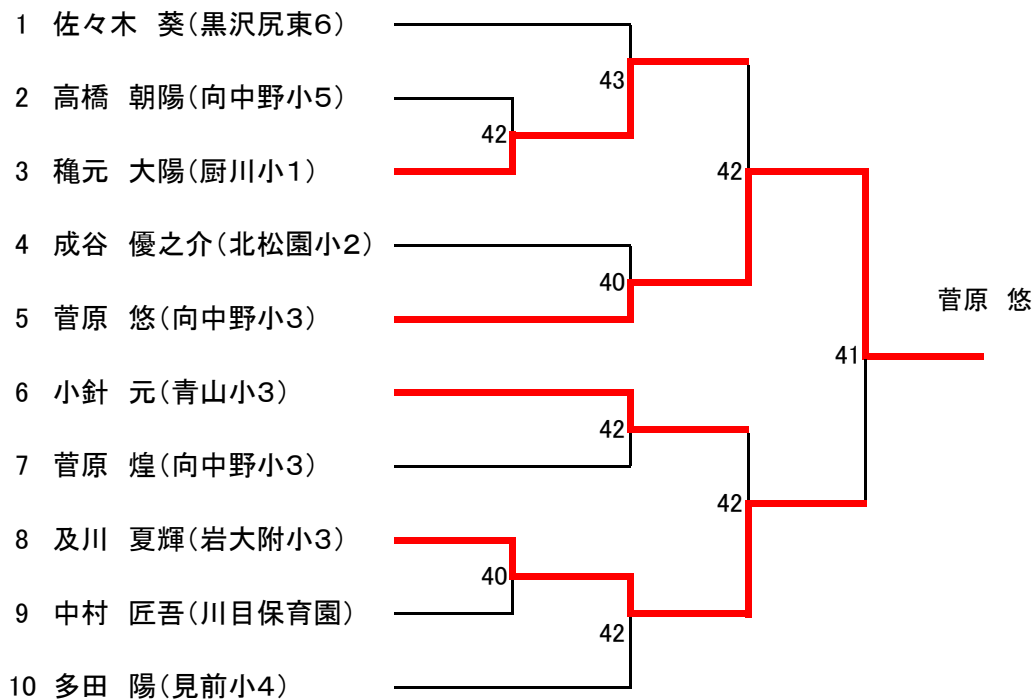 1 佐々木 葵(黒沢尻東6)
43
2 高橋 朝陽(向中野小5)
42
3 穐元 大陽(厨川小1)
42
4 成谷 優之介(北松園小2)
40
菅原 悠
5 菅原 悠(向中野小3)
41
6 小針 元(青山小3)
42
7 菅原 煌(向中野小3)
42
8 及川 夏輝(岩大附小3)
40
9 中村 匠吾(川目保育園)
42
10 多田 陽(見前小4)